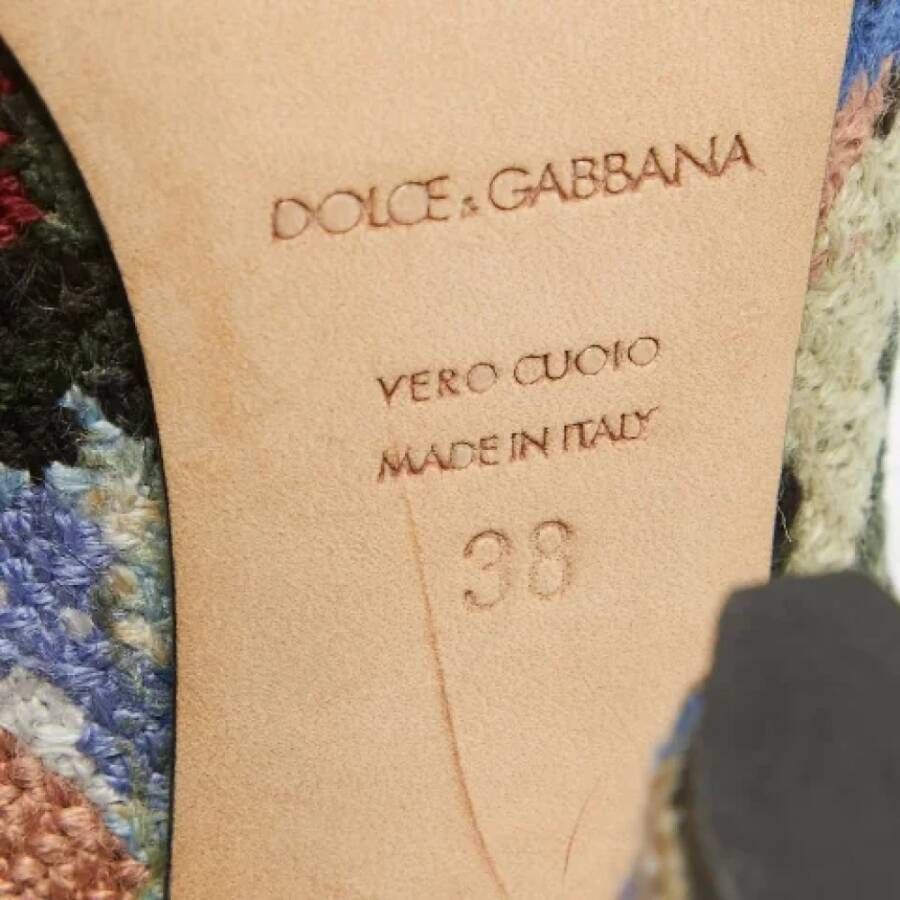 DOLCE & GABBANA
VERO CUOIO
MADE IN ITALY
38